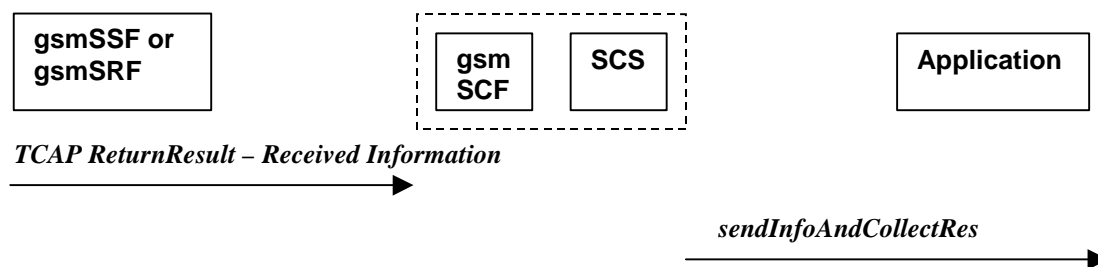 gsmSSF or
gsmSRF
gsm
SCF
SCS
Application
TCAP ReturnResult – Received Information
sendInfoAndCollectRes